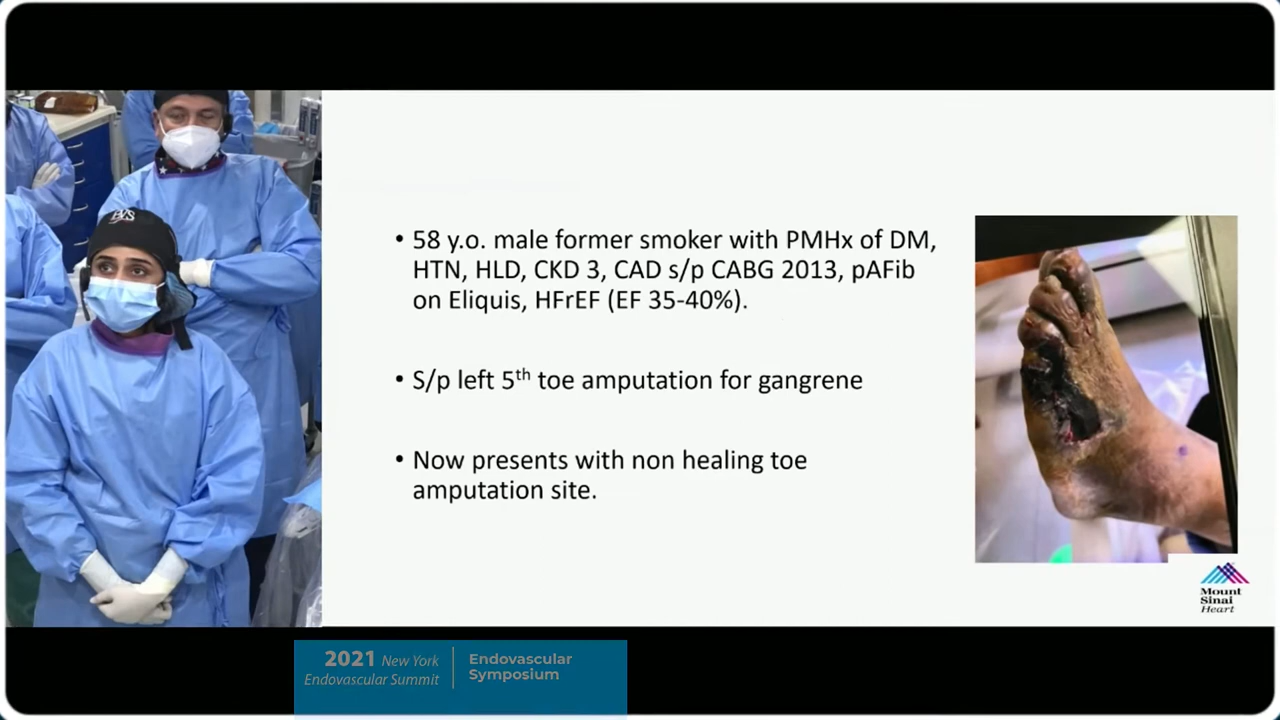 EVS
• 58 y.o. male former smoker with PMHx of DM,
HTN, HLD, CKD 3, CAD s/p CABG 2013, pAFib
on Eliquis, HFrEF (EF 35-40%).
• S/p left 5th toe amputation for gangrene
• Now presents with non healing toe
amputation site.
Mount
Sinai
Heart
2021 New York
Endovascular Summit
Endovascular
Symposium